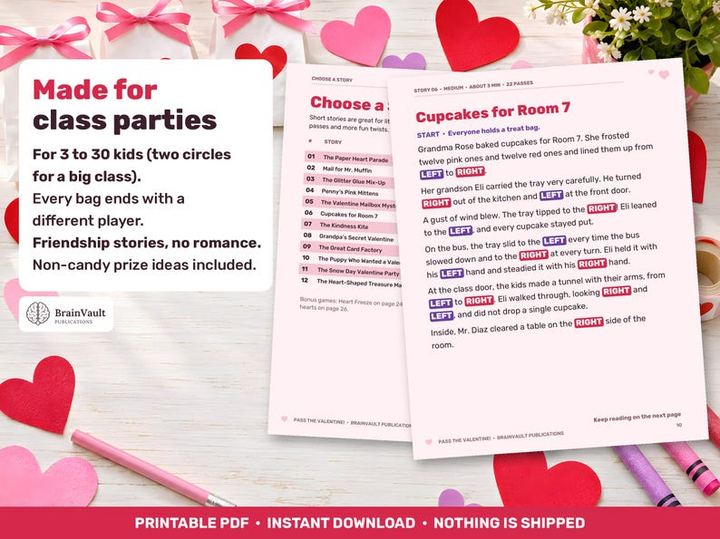 Made for
class parties
For 3 to 30 kids (two circles
for a big class).
Every bag ends with a
different player.
Friendship stories, no romance.
Non-candy prize ideas included.
BrainVault
PUBLICATIONS
CHOOSE A STORY
Choose a
Short stories are great for
passes and more fun twists.
# STORY
01 The Paper Heart Parade
02 Mail for Mr. Muffin
03 The Glitter Glue Mix-Up
04 Penny's Pink Mittens
05 The Valentine Mailbox
06 Cupcakes for Room 7
07 The Kindness Kite
08 Grandpa's Secret Valentine
09 The Great Card Factory
10 The Puppy Who Wanted a
11 The Snow Day Valentine Party
12 The Heart-Shaped Treasure
Bonus games: Heart Freeze on page
hearts on page 26.
PASS THE VALENTINE! • BRAINVAULT
STORY 06 • MEDIUM • ABOUT 3 MIN • 22 PASSES
Cupcakes for Room 7
START • Everyone holds a treat bag.
Grandma Rose baked cupcakes for Room 7. She frosted
twelve pink ones and twelve red ones and lined them up from
LEFT to RIGHT.
Her grandson Eli carried the tray very carefully. He turned
RIGHT out of the kitchen and LEFT at the front door.
A gust of wind blew. The tray tipped to the RIGHT! Eli leaned
to the LEFT, and every cupcake stayed put.
On the bus, the tray slid to the LEFT every time the bus
slowed down and to the RIGHT at every turn. Eli held it with
his LEFT hand and steadied it with his RIGHT hand.
At the class door, the kids made a tunnel with their arms, from
LEFT to RIGHT. Eli walked through, looking RIGHT and
LEFT, and did not drop a single cupcake.
Inside, Mr. Diaz cleared a table on the RIGHT side of the
room.
Keep reading on the next page
PASS THE VALENTINE! • BRAINVAULT PUBLICATIONS
10
PRINTABLE PDF • INSTANT DOWNLOAD • NOTHING IS SHIPPED